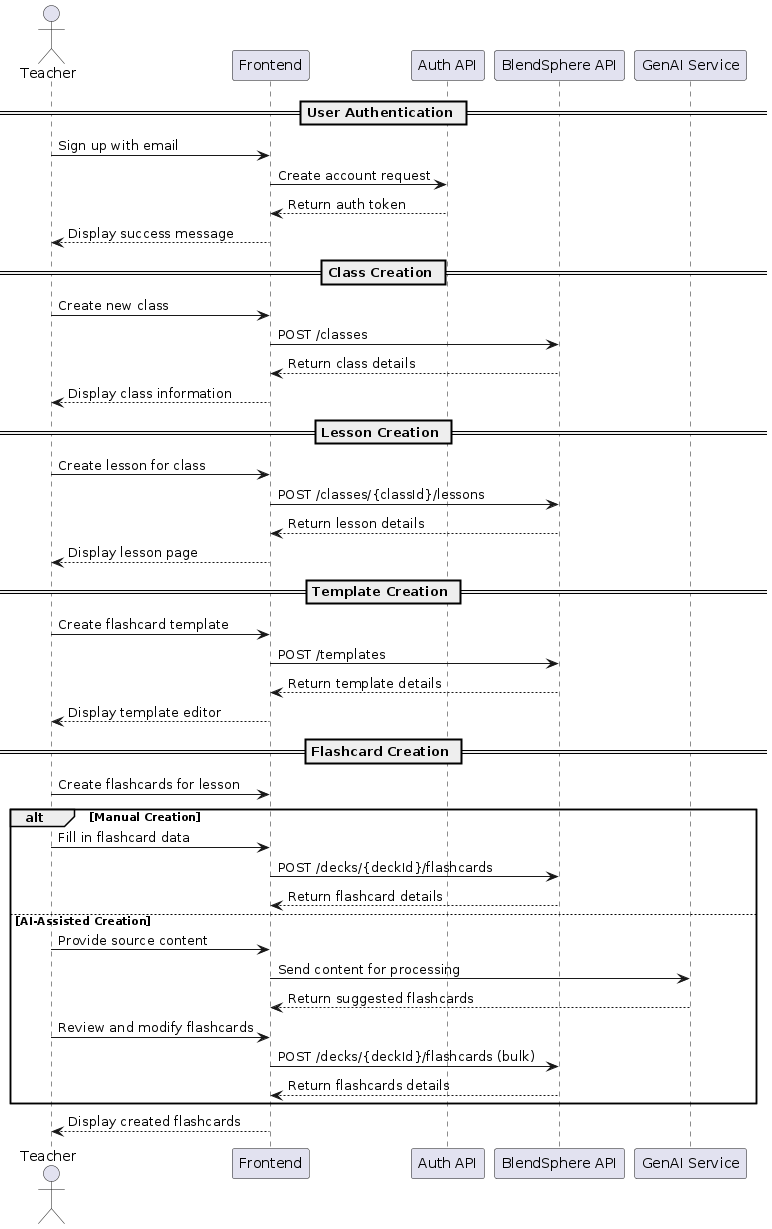 Teacher
Frontend
Auth API
BlendSphere API
GenAI Service
User Authentication
Sign up with email
Create account request
Return auth token
Display success message
Class Creation
Create new class
POST /classes
Return class details
Display class information
Lesson Creation
Create lesson for class
POST /classes/{classId}/lessons
Return lesson details
Display lesson page
Template Creation
Create flashcard template
POST /templates
Return template details
Display template editor
Flashcard Creation
Create flashcards for lesson
alt [Manual Creation]
Fill in flashcard data
POST /decks/{deckId}/flashcards
Return flashcard details
[AI-Assisted Creation]
Provide source content
Send content for processing
Return suggested flashcards
Review and modify flashcards
POST /decks/{deckId}/flashcards (bulk)
Return flashcards details
Display created flashcards
Teacher
Frontend
Auth API
BlendSphere API
GenAI Service